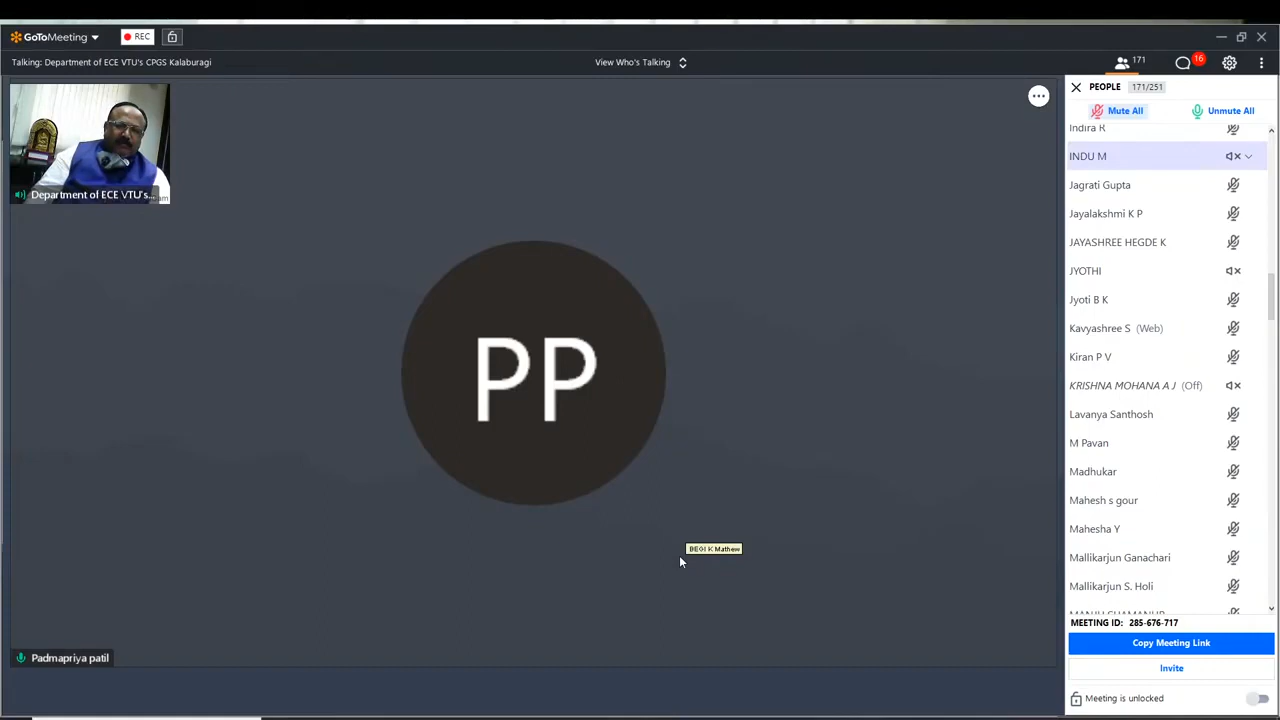 GoToMeeting
REC
Talking: Department of ECE VTU's CPGS Kalaburagi
View Who's Talking
171
16
Department of ECE VTU's...
PP
BEGI K Mathew
Padmapriya patil
PEOPLE 171/251
Mute All Unmute All
Indira R
INDU M
Jagrati Gupta
Jayalakshmi K P
JAYASHREE HEGDE K
JYOTHI
Jyoti B K
Kavyashree S (Web)
Kiran P V
KRISHNA MOHANA A J (Off)
Lavanya Santhosh
M Pavan
Madhukar
Mahesh s gour
Mahesha Y
Mallikarjun Ganachari
Mallikarjun S. Holi
MEETING ID: 285-676-717
Copy Meeting Link
Invite
Meeting is unlocked